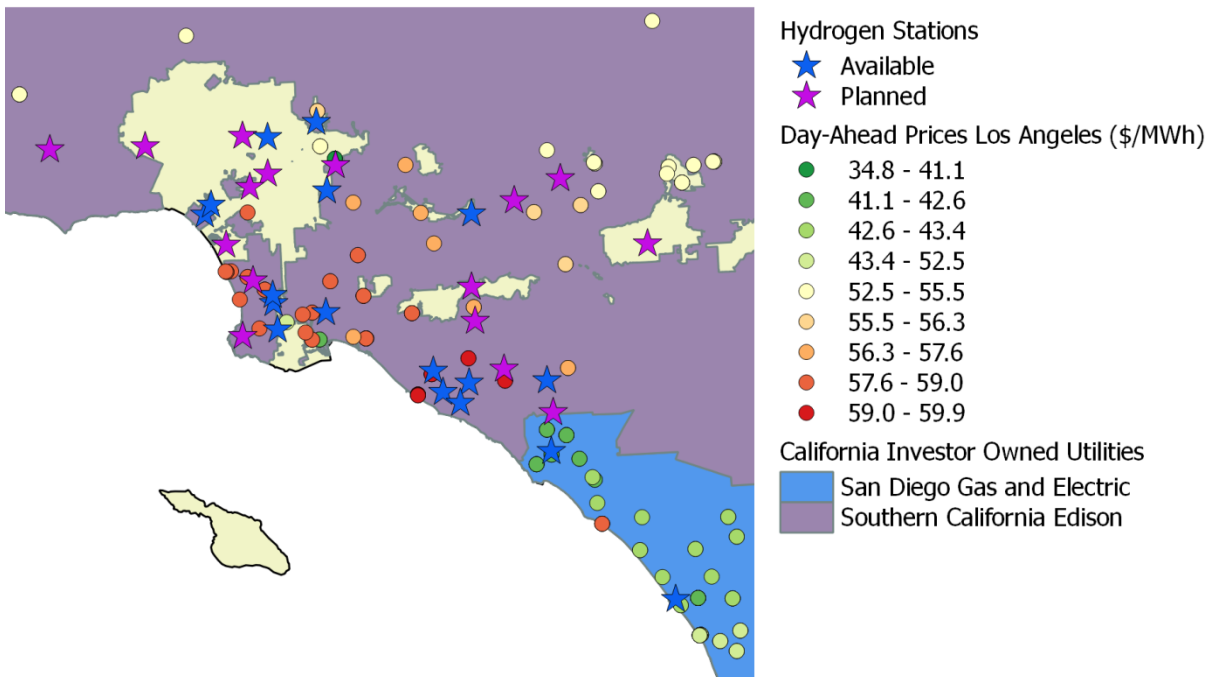 Hydrogen Stations
Available
Planned
Day-Ahead Prices Los Angeles ($/MWh)
34.8 - 41.1
41.1 - 42.6
42.6 - 43.4
43.4 - 52.5
52.5 - 55.5
55.5 - 56.3
56.3 - 57.6
57.6 - 59.0
59.0 - 59.9
California Investor Owned Utilities
San Diego Gas and Electric
Southern California Edison